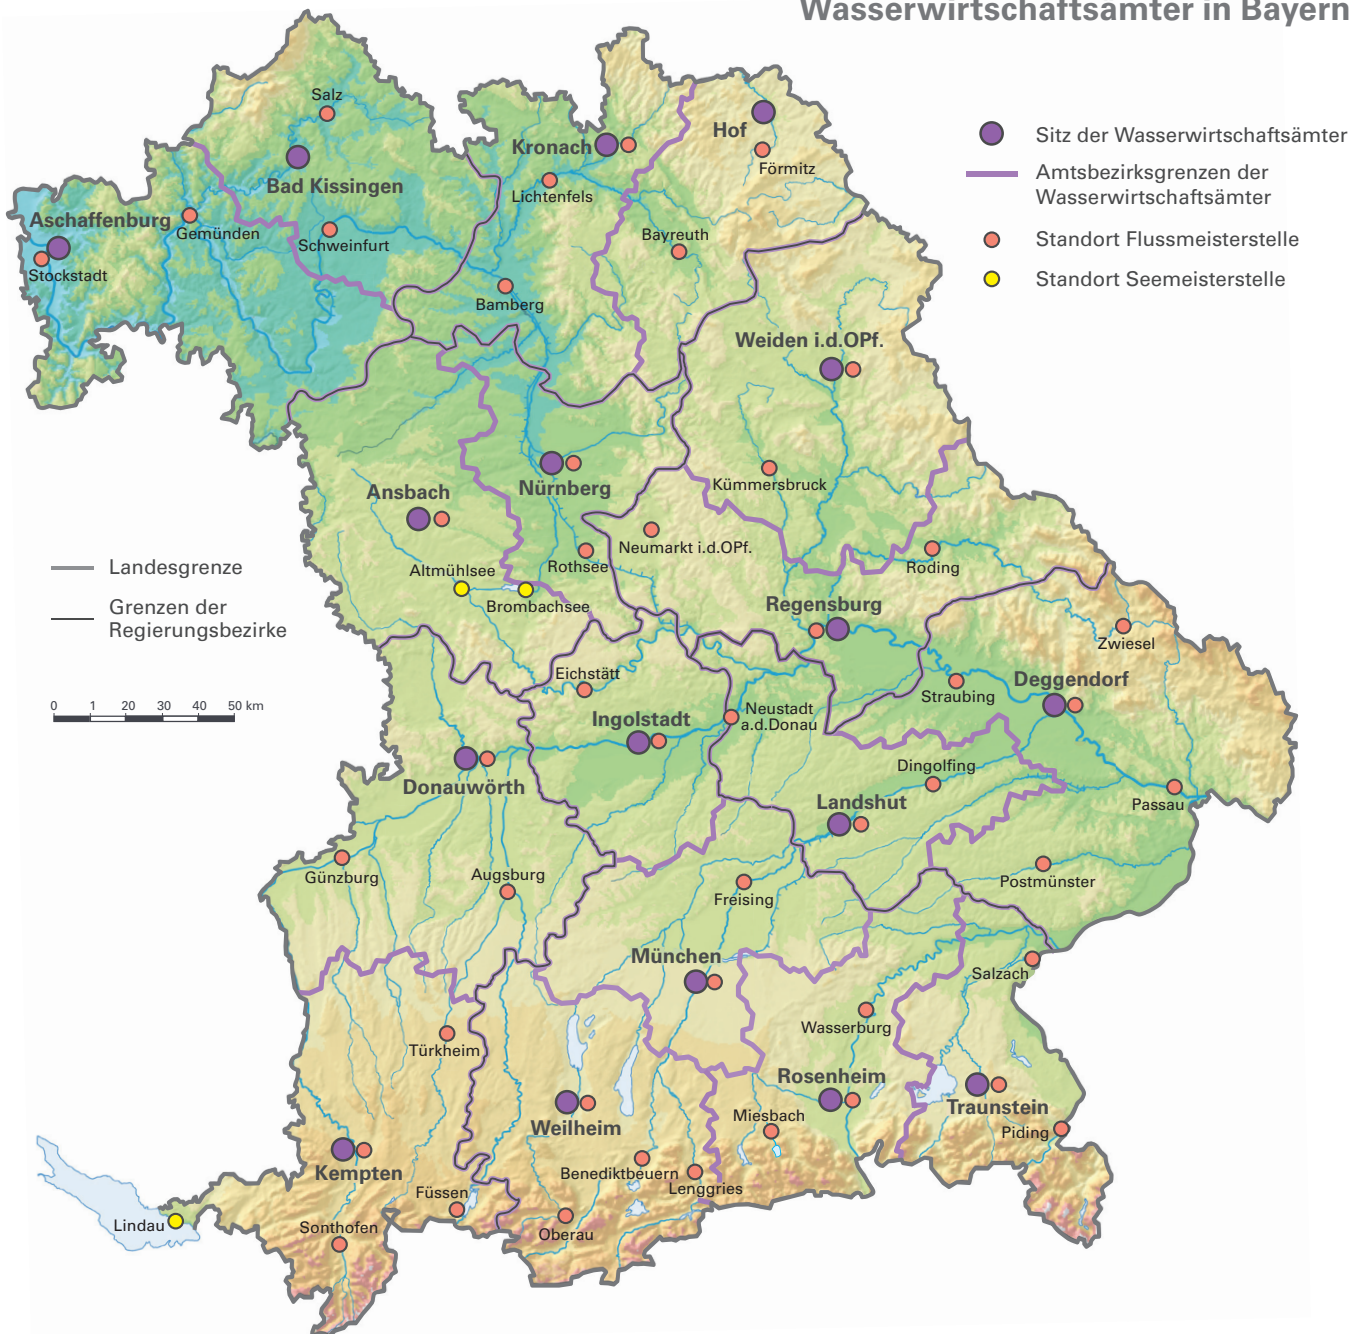 Wasserwirtschaftsämter in Bayern
Sitz der Wasserwirtschaftsämter
Amtsbezirksgrenzen der
Wasserwirtschaftsämter
Standort Flussmeisterstelle
Standort Seemeisterstelle
Salz
Bad Kissingen
Aschaffenburg
Stockstadt
Gemünden
Schweinfurt
Kronach
Lichtenfels
Hof
Förmitz
Bayreuth
Bamberg
Weiden i.d.OPf.
Kümmersbruck
Nürnberg
Ansbach
Neumarkt i.d.OPf.
Rothsee
Altmühlsee
Brombachsee
Roding
Landesgrenze
Grenzen der
Regierungsbezirke
0 1 20 30 40 50 km
Regensburg
Zwiesel
Eichstätt
Straubing
Deggendorf
Neustadt
a.d.Donau
Ingolstadt
Donauwörth
Dingolfing
Landshut
Passau
Günzburg
Augsburg
Freising
Postmünster
München
Salzach
Wasserburg
Türkheim
Rosenheim
Traunstein
Miesbach
Piding
Weilheim
Kempten
Benediktbeuern
Lenggries
Füssen
Lindau
Sonthofen
Oberau